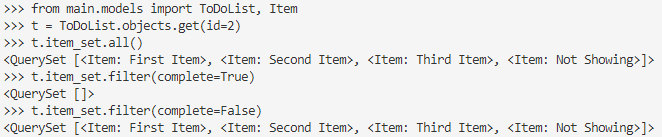 >>> from main.models import ToDoList, Item
>>> t = ToDoList.objects.get(id=2)
>>> t.item_set.all()
<QuerySet [<Item: First Item>, <Item: Second Item>, <Item: Third Item>, <Item: Not Showing>]>
>>> t.item_set.filter(complete=True)
<QuerySet []>
>>> t.item_set.filter(complete=False)
<QuerySet [<Item: First Item>, <Item: Second Item>, <Item: Third Item>, <Item: Not Showing>]>